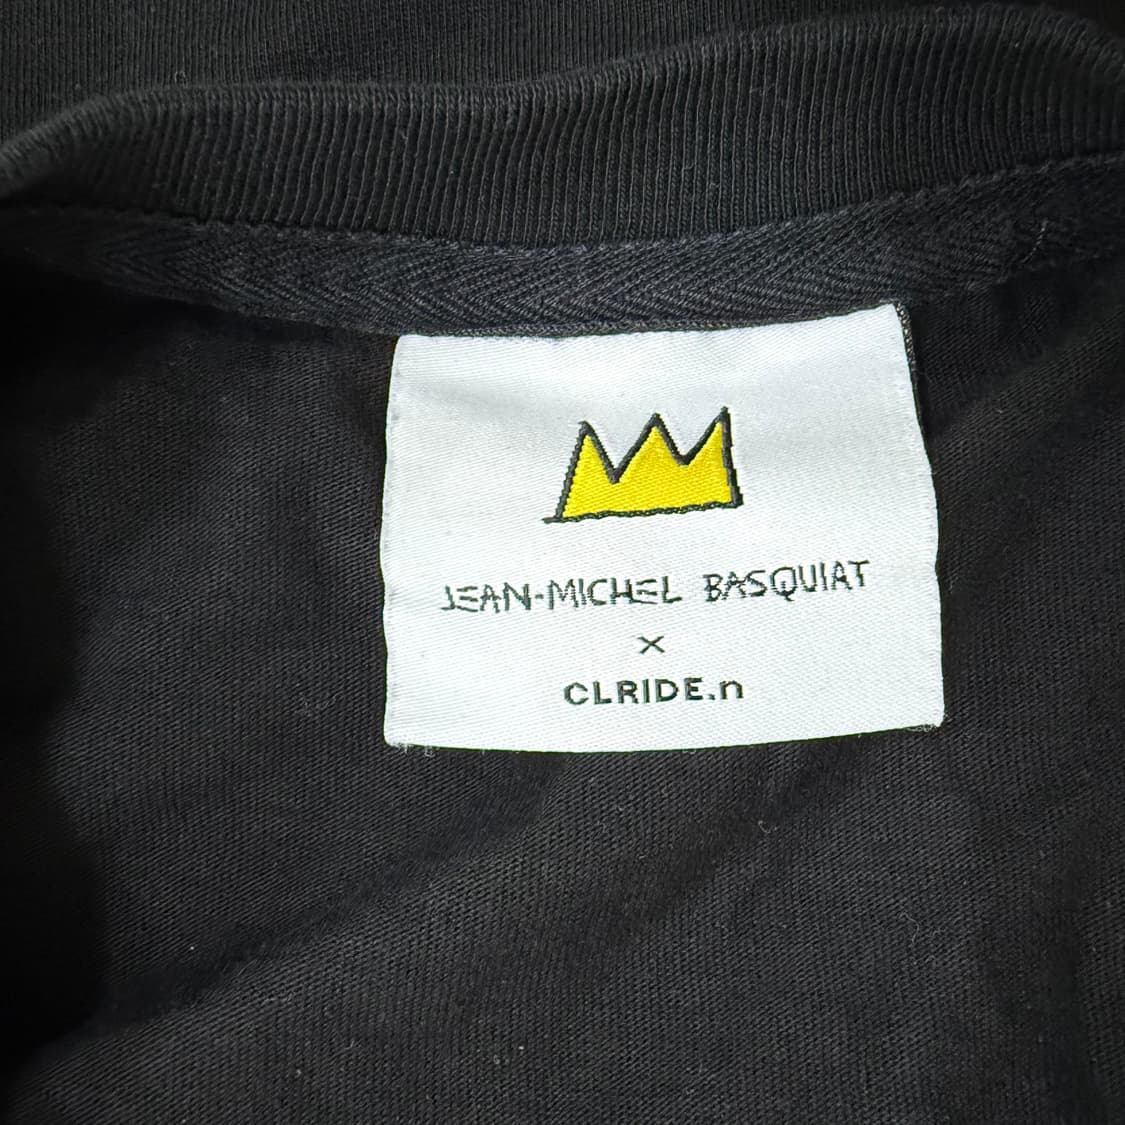 JEAN-MICHEL BASQUIAT
×
CLRIDE.n